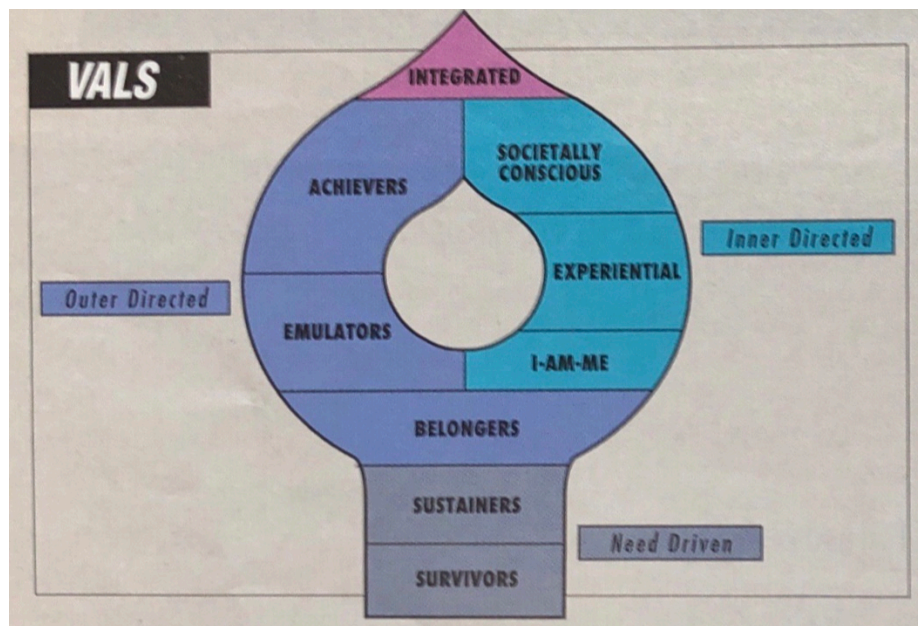 VALS
INTEGRATED
SOCIETALLY
CONSCIOUS
ACHIEVERS
Inner Directed
EXPERIENTIAL
Outer Directed
EMULATORS
I-AM-ME
BELONGERS
SUSTAINERS
Need Driven
SURVIVORS